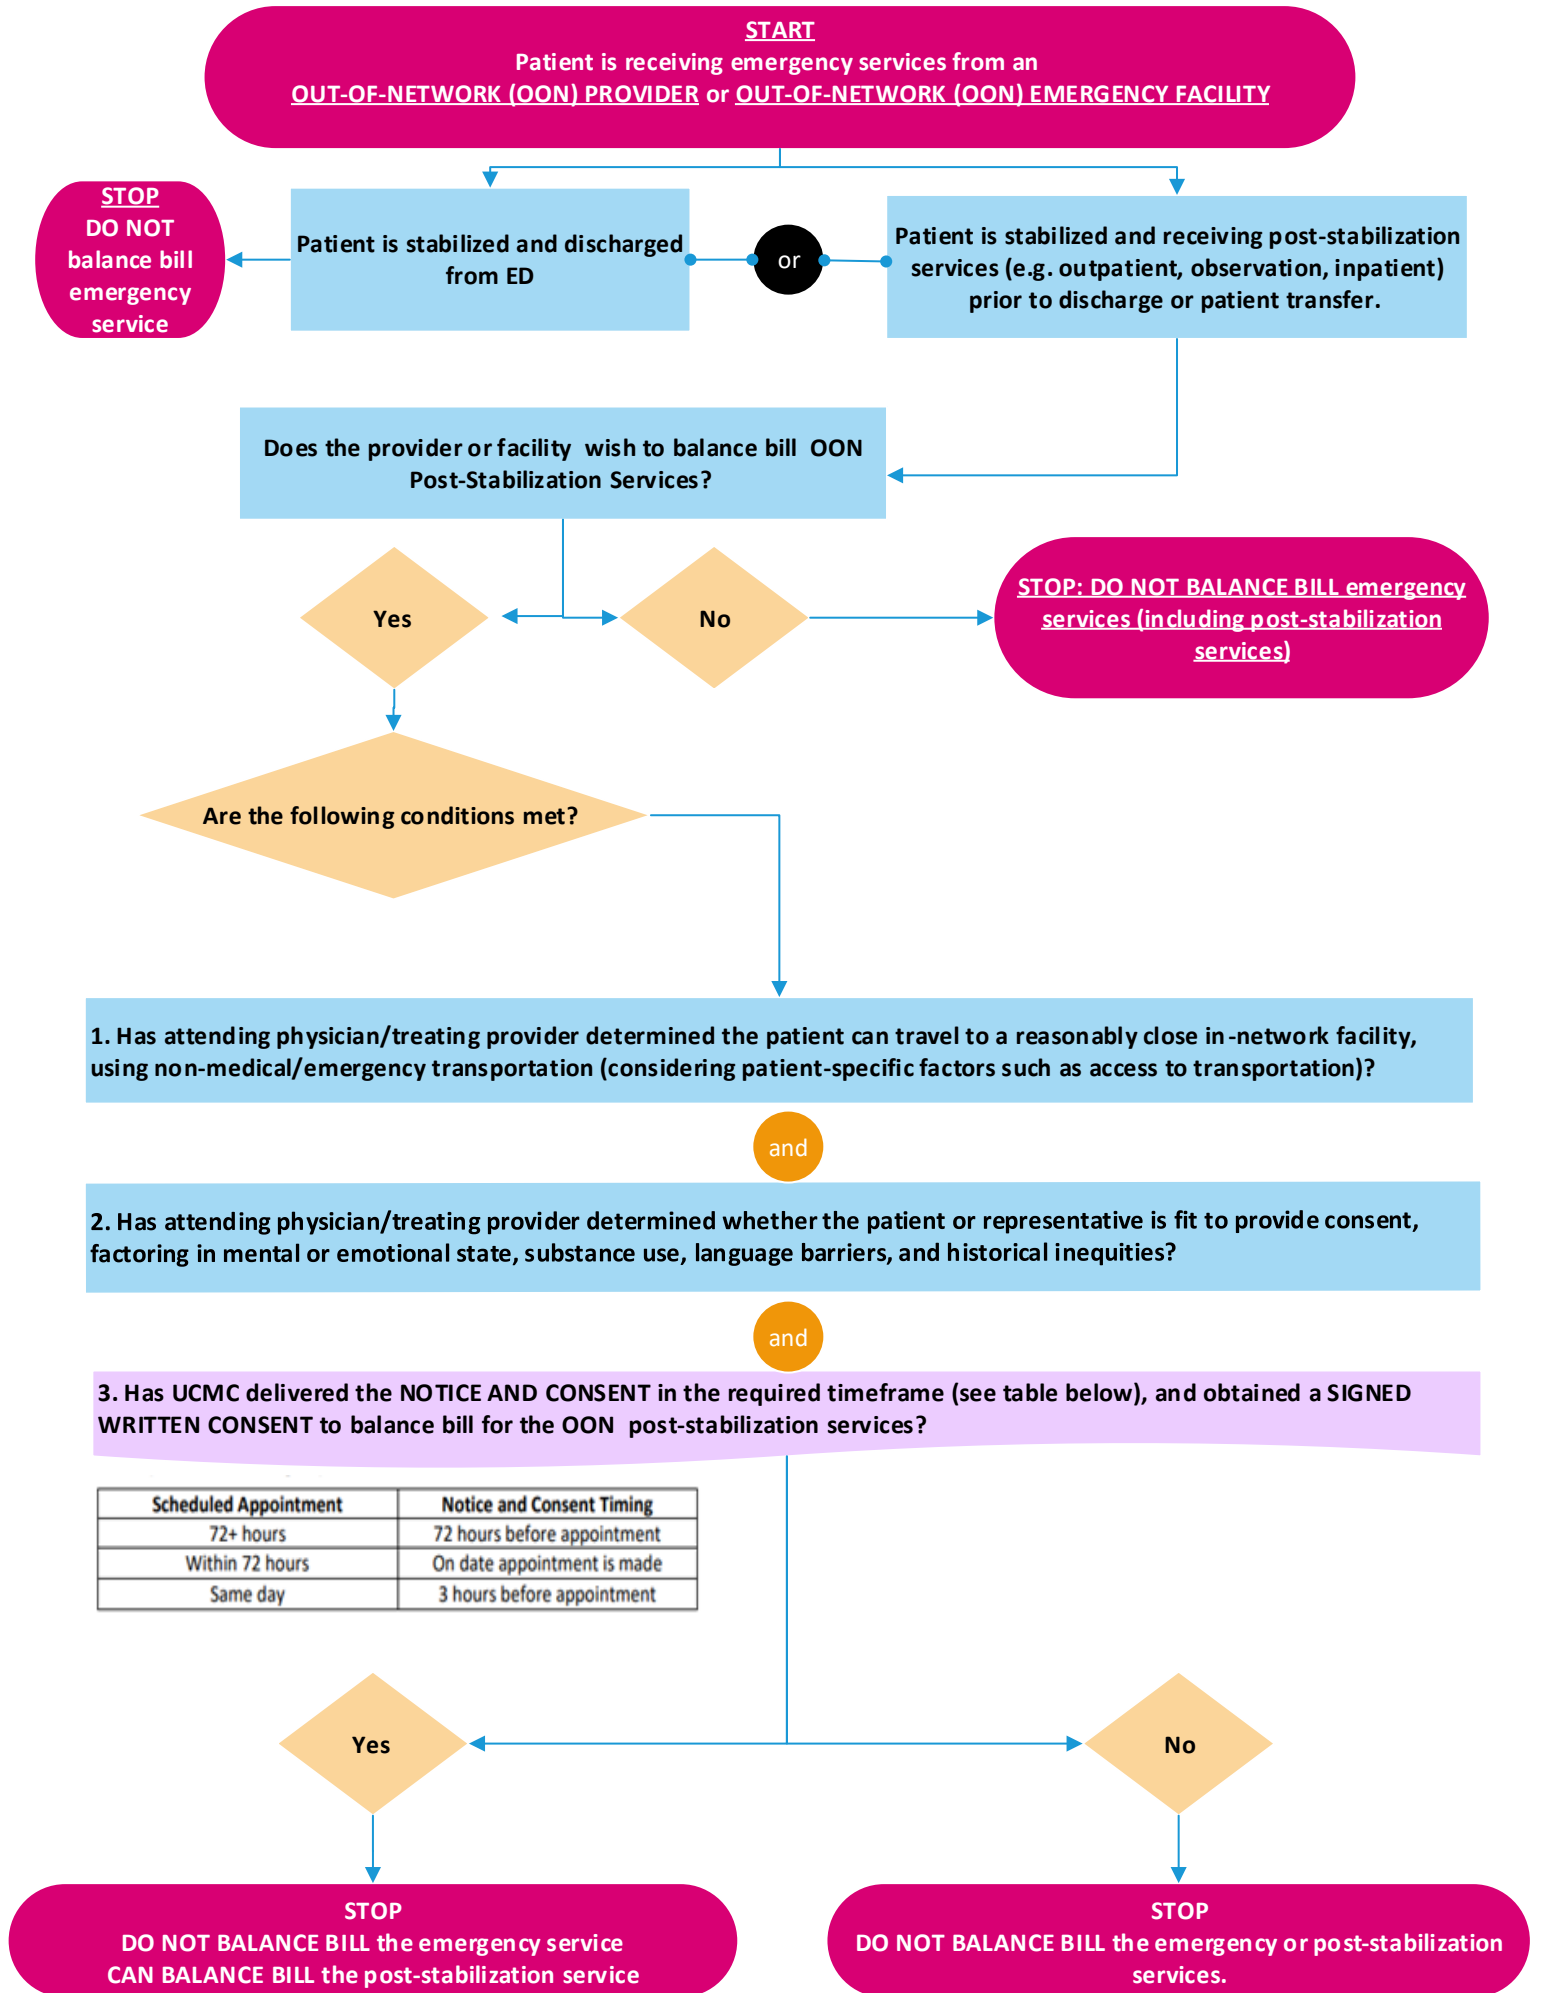 START
Patient is receiving emergency services from an
OUT-OF-NETWORK (OON) PROVIDER or OUT-OF-NETWORK (OON) EMERGENCY FACILITY
STOP
DO NOT
balance bill
emergency
service
Patient is stabilized and discharged
from ED
or
Patient is stabilized and receiving post-stabilization
services (e.g. outpatient, observation, inpatient)
prior to discharge or patient transfer.
Does the provider or facility wish to balance bill OON
Post-Stabilization Services?
Yes
No
STOP: DO NOT BALANCE BILL emergency
services (including post-stabilization
services)
Are the following conditions met?
1. Has attending physician/treating provider determined the patient can travel to a reasonably close in-network facility,
using non-medical/emergency transportation (considering patient-specific factors such as access to transportation)?
and
2. Has attending physician/treating provider determined whether the patient or representative is fit to provide consent,
factoring in mental or emotional state, substance use, language barriers, and historical inequities?
and
3. Has UCMC delivered the NOTICE AND CONSENT in the required timeframe (see table below), and obtained a SIGNED
WRITTEN CONSENT to balance bill for the OON post-stabilization services?
Scheduled Appointment Notice and Consent Timing
72+ hours 72 hours before appointment
Within 72 hours On date appointment is made
Same day 3 hours before appointment
Yes
No
STOP
DO NOT BALANCE BILL the emergency service
CAN BALANCE BILL the post-stabilization service
STOP
DO NOT BALANCE BILL the emergency or post-stabilization
services.